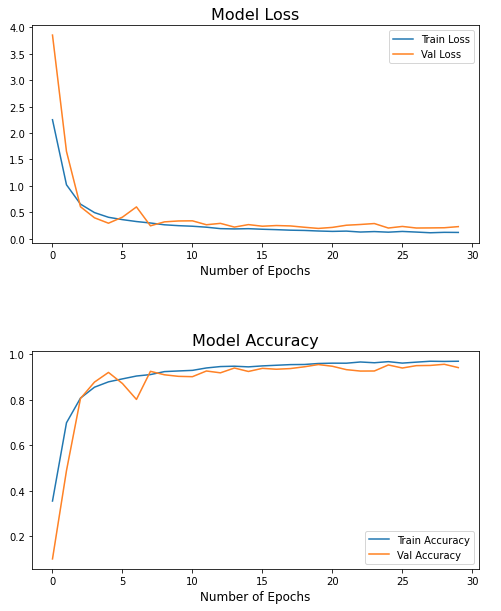 Model Loss
4.0
3.5
3.0
2.5
2.0
1.5
1.0
0.5
0.0
Train Loss
Val Loss
0 5 10 15 20 25 30
Number of Epochs
Model Accuracy
1.0
0.8
0.6
0.4
0.2
Train Accuracy
Val Accuracy
0 5 10 15 20 25 30
Number of Epochs